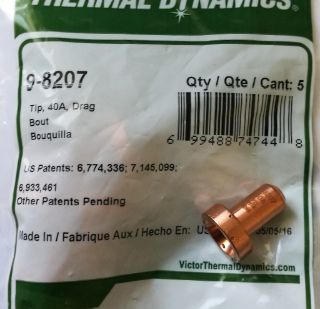 THERMAL DYNAMICS®
9-8207
Qty / Qte / Cant: 5
Tip, 40A, Drag
Bout
Bouquilla
6 99488 74744 8
US Patents: 6,774,336; 7,145,099;
6,933,461
Other Patents Pending
Made In / Fabrique Aux / Hecho En: 05/16
VictorThermalDynamics.com